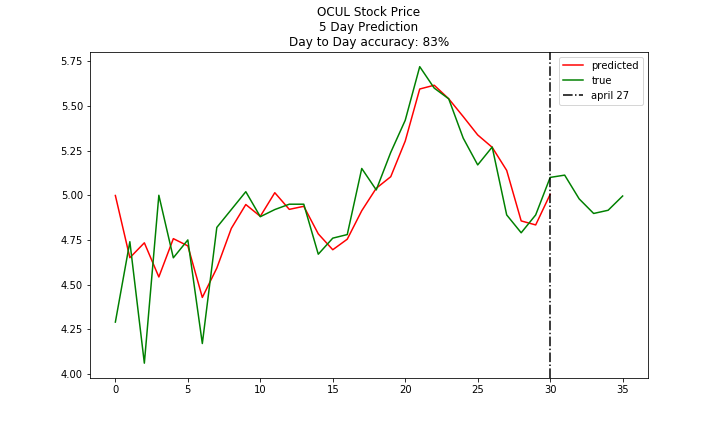 OCUL Stock Price
5 Day Prediction
Day to Day accuracy: 83%
5.75
5.50
5.25
5.00
4.75
4.50
4.25
4.00
predicted
true
april 27
0 5 10 15 20 25 30 35